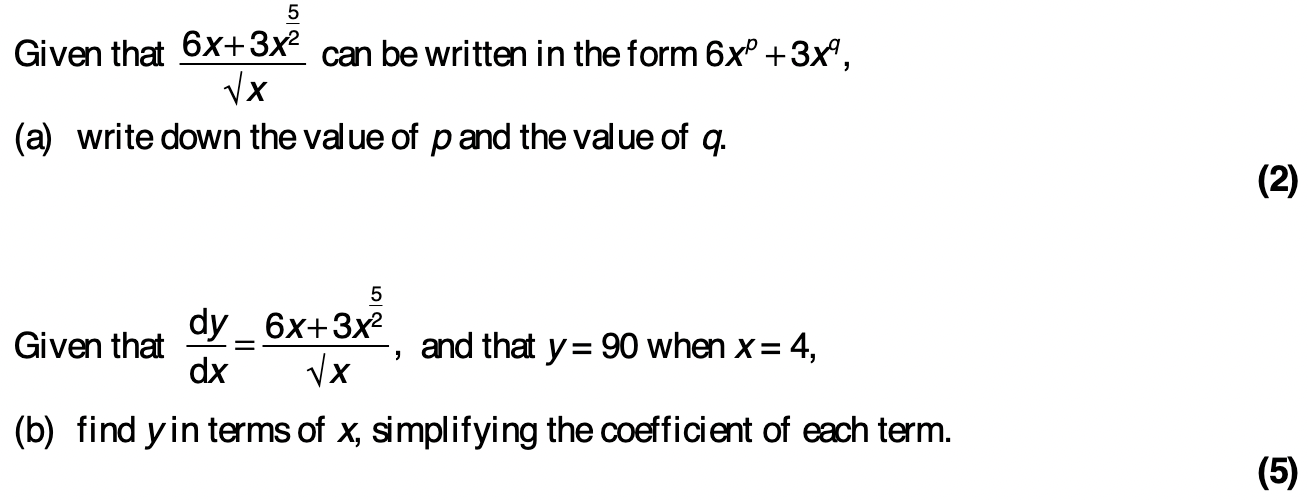 Given that $\frac{6x+3x^{\frac{5}{2}}}{\sqrt{x}}$ can be written in the form $6x^p + 3x^q$,
(a) write down the value of p and the value of q.
(2)
Given that $\frac{dy}{dx} = \frac{6x+3x^{\frac{5}{2}}}{\sqrt{x}}$, and that y = 90 when x = 4,
(b) find y in terms of x, simplifying the coefficient of each term.
(5)